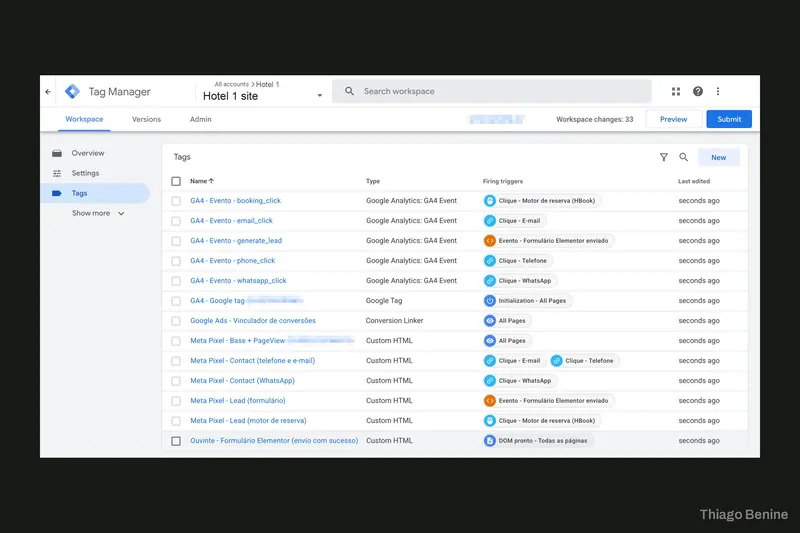 All accounts > Hotel 1
Tag Manager
Hotel 1 site
Search workspace
Workspace Versions Admin Workspace changes: 33 Preview Submit
Overview
Settings
Tags
Show more
Tags New
Name Type Firing triggers Last edited
GA4 - Evento - booking_click Google Analytics: GA4 Event Clique - Motor de reserva (HBook) seconds ago
GA4 - Evento - email_click Google Analytics: GA4 Event Clique - E-mail seconds ago
GA4 - Evento - generate_lead Google Analytics: GA4 Event Evento - Formulário Elementor enviado seconds ago
GA4 - Evento - phone_click Google Analytics: GA4 Event Clique - Telefone seconds ago
GA4 - Evento - whatsapp_click Google Analytics: GA4 Event Clique - WhatsApp seconds ago
GA4 - Google tag Google Tag Initialization - All Pages seconds ago
Google Ads - Vinculador de conversões Conversion Linker All Pages seconds ago
Meta Pixel - Base + PageView Custom HTML All Pages seconds ago
Meta Pixel - Contact (telefone e e-mail) Custom HTML Clique - E-mail Clique - Telefone seconds ago
Meta Pixel - Contact (WhatsApp) Custom HTML Clique - WhatsApp seconds ago
Meta Pixel - Lead (formulário) Custom HTML Evento - Formulário Elementor enviado seconds ago
Meta Pixel - Lead (motor de reserva) Custom HTML Clique - Motor de reserva (HBook) seconds ago
Ouvinte - Formulário Elementor (envio com sucesso) Custom HTML DOM pronto - Todas as páginas seconds ago
Thiago Benine